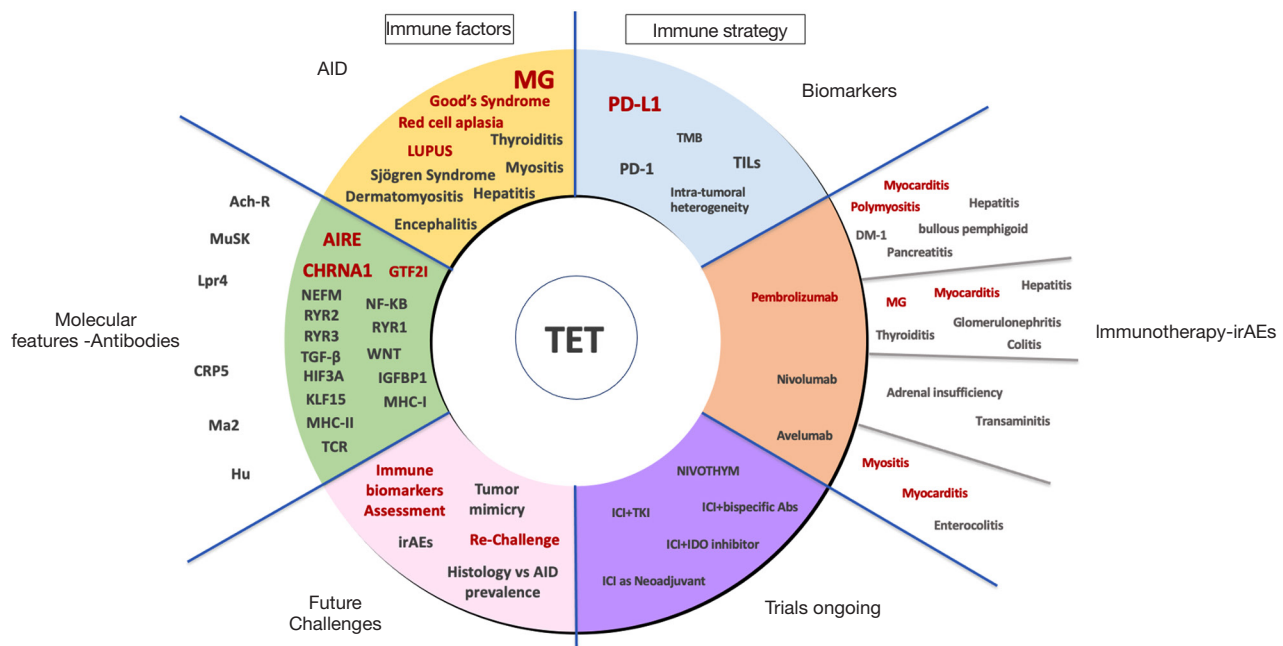 Immune factors
Immune strategy
AID
MG
Good's Syndrome
Red cell aplasia
Thyroiditis
LUPUS
Myositis
Sjögren Syndrome
Dermatomyositis
Hepatitis
Encephalitis
Biomarkers
PD-L1
TMB
TILs
PD-1
Intra-tumoral
heterogeneity
Ach-R
MuSK
Lpr4
Molecular
features -Antibodies
CRP5
Ma2
Hu
AIRE
CHRNA1
GTF2I
NEFM
NF-KB
RYR2
RYR1
RYR3
TGF-β
WNT
HIF3A
IGFBP1
KLF15
MHC-I
MHC-II
TCR
TET
Pembrolizumab
Nivolumab
Avelumab
Myocarditis
Polymyositis
Hepatitis
DM-1
bullous pemphigoid
Pancreatitis
Hepatitis
MG
Myocarditis
Thyroiditis
Glomerulonephritis
Colitis
Immunotherapy-irAEs
Adrenal insufficiency
Transaminitis
Myositis
Myocarditis
Enterocolitis
Immune
biomarkers
Assessment
Tumor
mimicry
irAEs
Re-Challenge
Histology vs AID
prevalence
Future
Challenges
NIVOTHYM
ICI+TKI
ICI+bispecific Abs
ICI+IDO inhibitor
ICI as Neoadjuvant
Trials ongoing